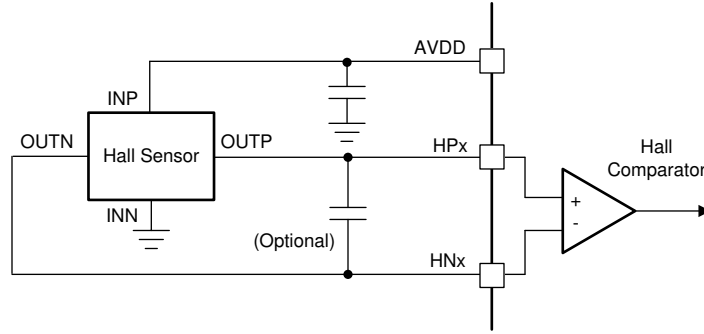 AVDD
INP
OUTN
Hall Sensor
OUTP
HPx
Hall
Comparator
+
-
INN
(Optional)
HNx